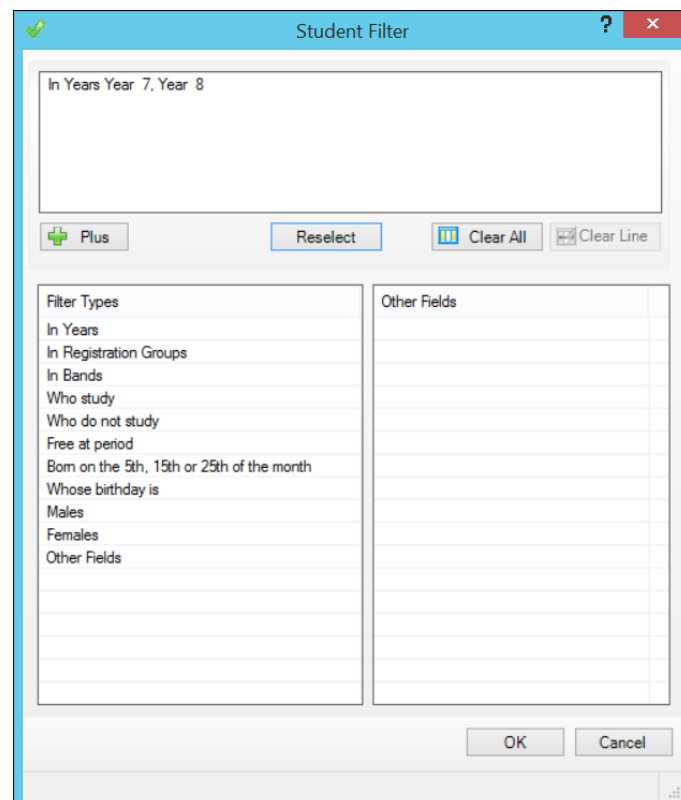 Student Filter
?
×
In Years Year 7, Year 8
Plus
Reselect
Clear All
Clear Line
Filter Types
In Years
In Registration Groups
In Bands
Who study
Who do not study
Free at period
Born on the 5th, 15th or 25th of the month
Whose birthday is
Males
Females
Other Fields
Other Fields
OK
Cancel